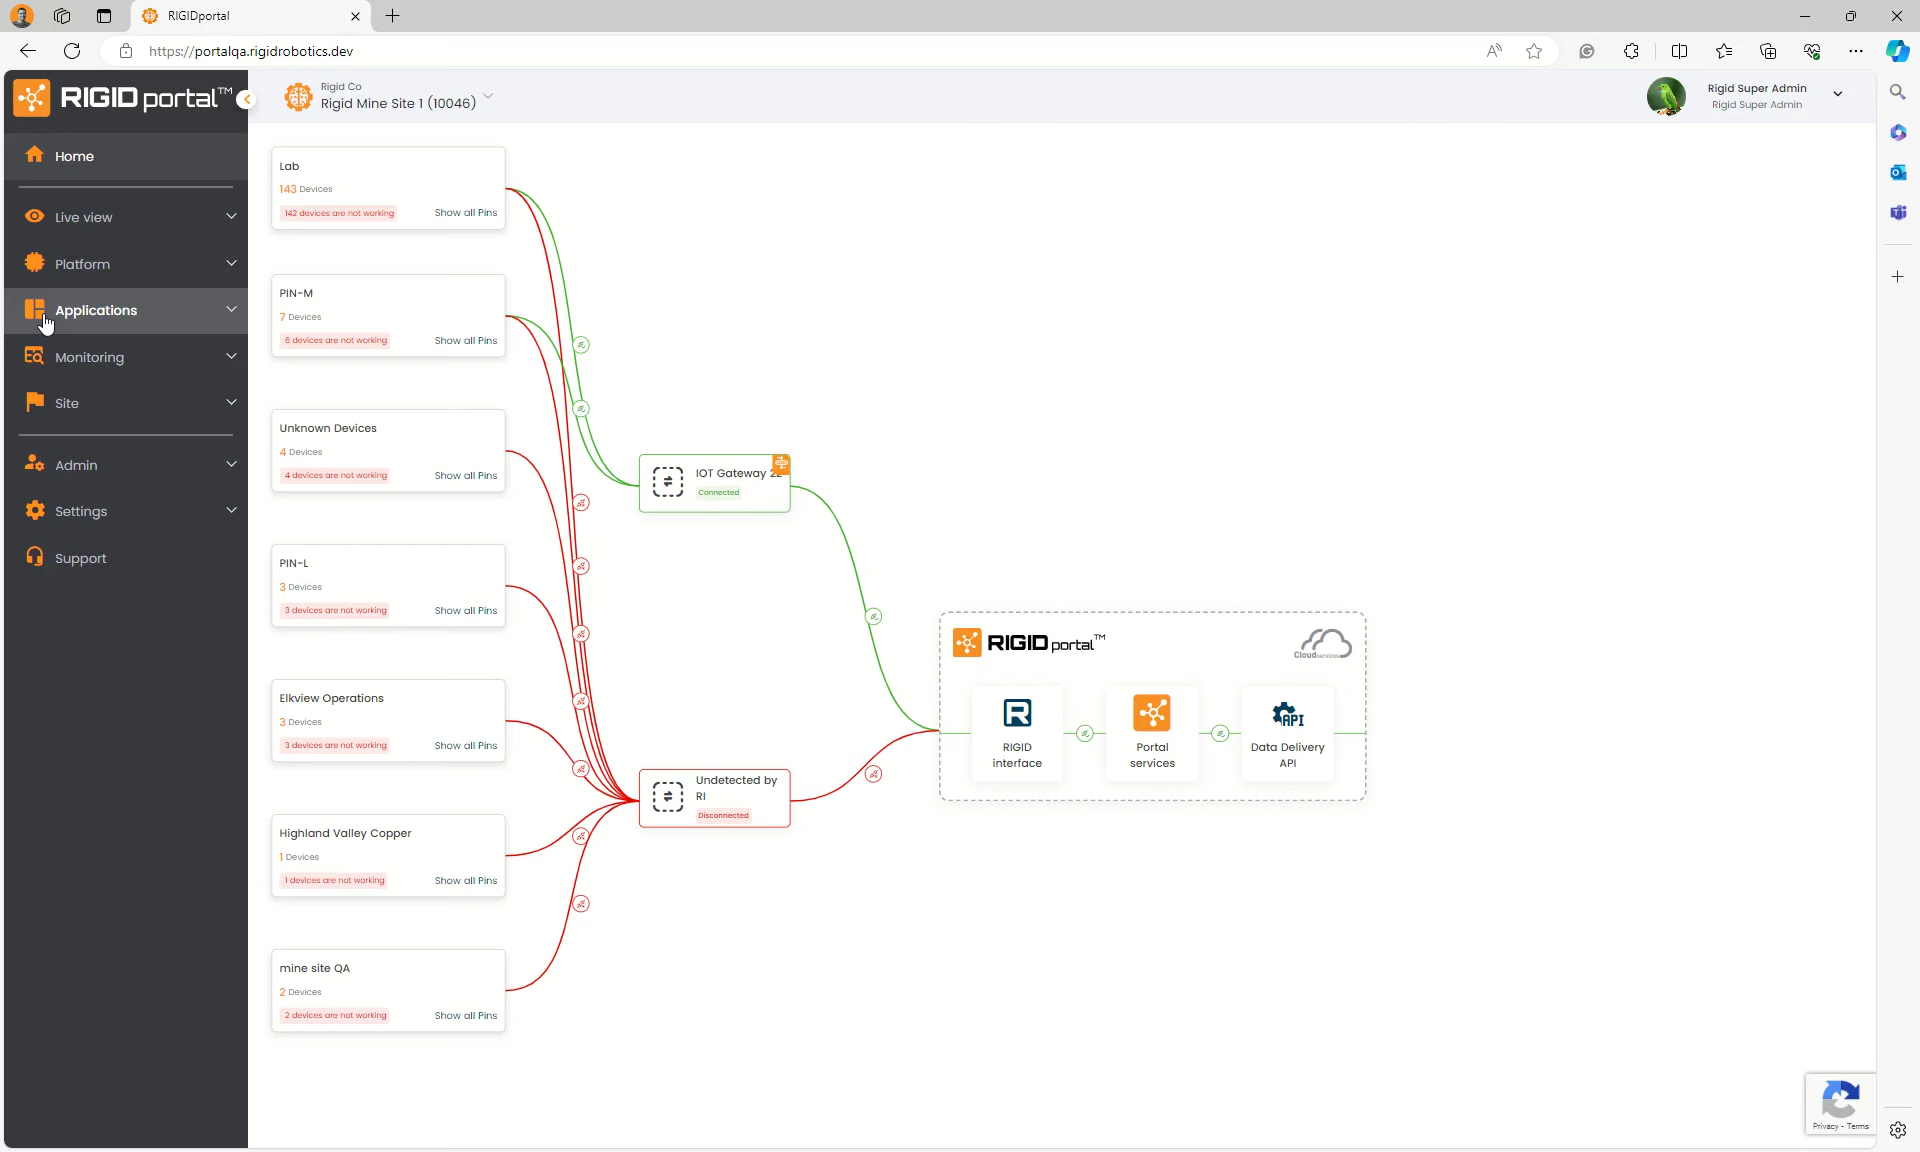 RIGIDportal
https://portalqa.rigidrobotics.dev
RIGID portal™
Rigid Co
Rigid Mine Site 1 (10046)
Rigid Super Admin
Rigid Super Admin
Home
Live view
Platform
Applications
Monitoring
Site
Admin
Settings
Support
Lab
143 Devices
142 devices are not working
Show all Pins
PIN-M
7 Devices
6 devices are not working
Show all Pins
Unknown Devices
4 Devices
4 devices are not working
Show all Pins
PIN-L
3 Devices
3 devices are not working
Show all Pins
Elkview Operations
3 Devices
3 devices are not working
Show all Pins
Highland Valley Copper
1 Devices
1 devices are not working
Show all Pins
mine site QA
2 Devices
2 devices are not working
Show all Pins
IOT Gateway
Connected
Undetected by
RI
Disconnected
RIGID portal™
Cloudservices
RIGID
interface
Portal
services
API
Data Delivery
API
Privacy - Terms